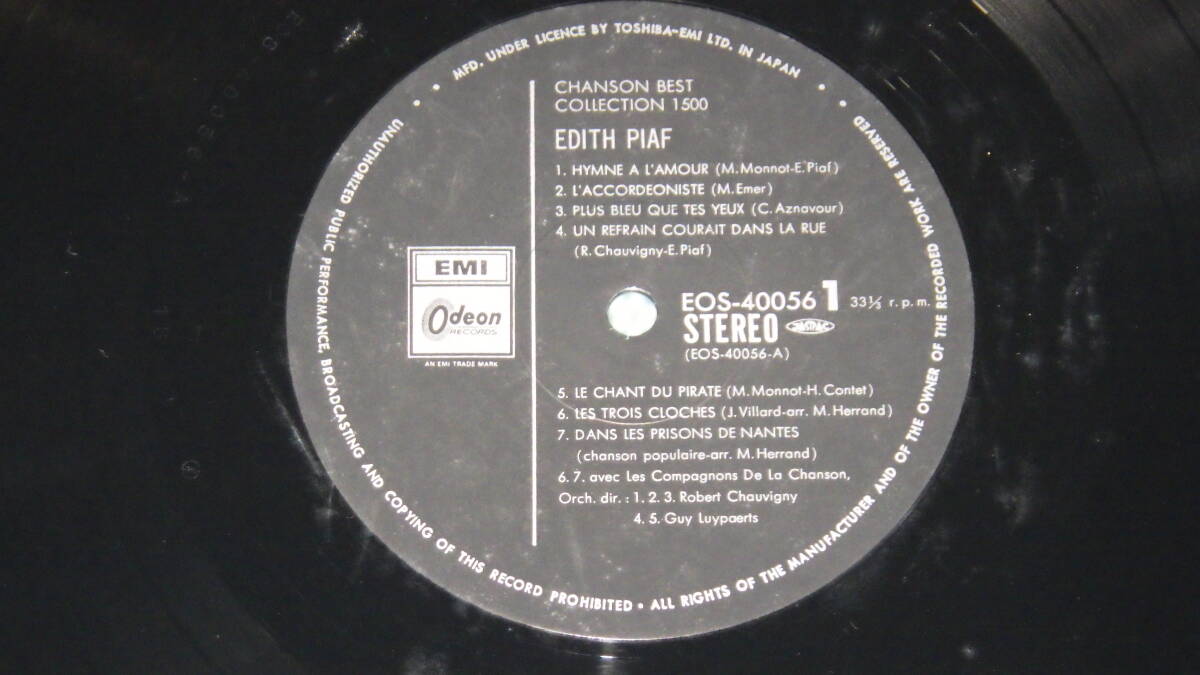 MFD. UNDER LICENCE BY TOSHIBA-EMI LTD. IN JAPAN
CHANSON BEST
COLLECTION 1500
EDITH PIAF
1. HYMNE A L'AMOUR (M.Monnot-E.Piaf)
2. L'ACCORDEONISTE (M.Emer)
3. PLUS BLEU QUE TES YEUX (C.Aznavour)
4. UN REFRAIN COURAIT DANS LA RUE
(R.Chauvigny-E.Piaf)
EMI
Odeon
RECORDS
AN EMI TRADE MARK
EOS-40056 1 33⅓ r.p.m.
STEREO
(EOS-40056-A)
5. LE CHANT DU PIRATE (M.Monnot-H.Contet)
6. LES TROIS CLOCHES (J.Villard-arr. M.Herrand)
7. DANS LES PRISONS DE NANTES
(chanson populaire-arr. M.Herrand)
6.7. avec Les Compagnons De La Chanson,
Orch. dir.: 1.2.3. Robert Chauvigny
4.5. Guy Luypaerts
UNAUTHORIZED PUBLIC PERFORMANCE, BROADCASTING AND COPYING OF THIS RECORD PROHIBITED • ALL RIGHTS OF THE MANUFACTURER AND OF THE OWNER OF THE RECORDED WORK ARE RESERVED